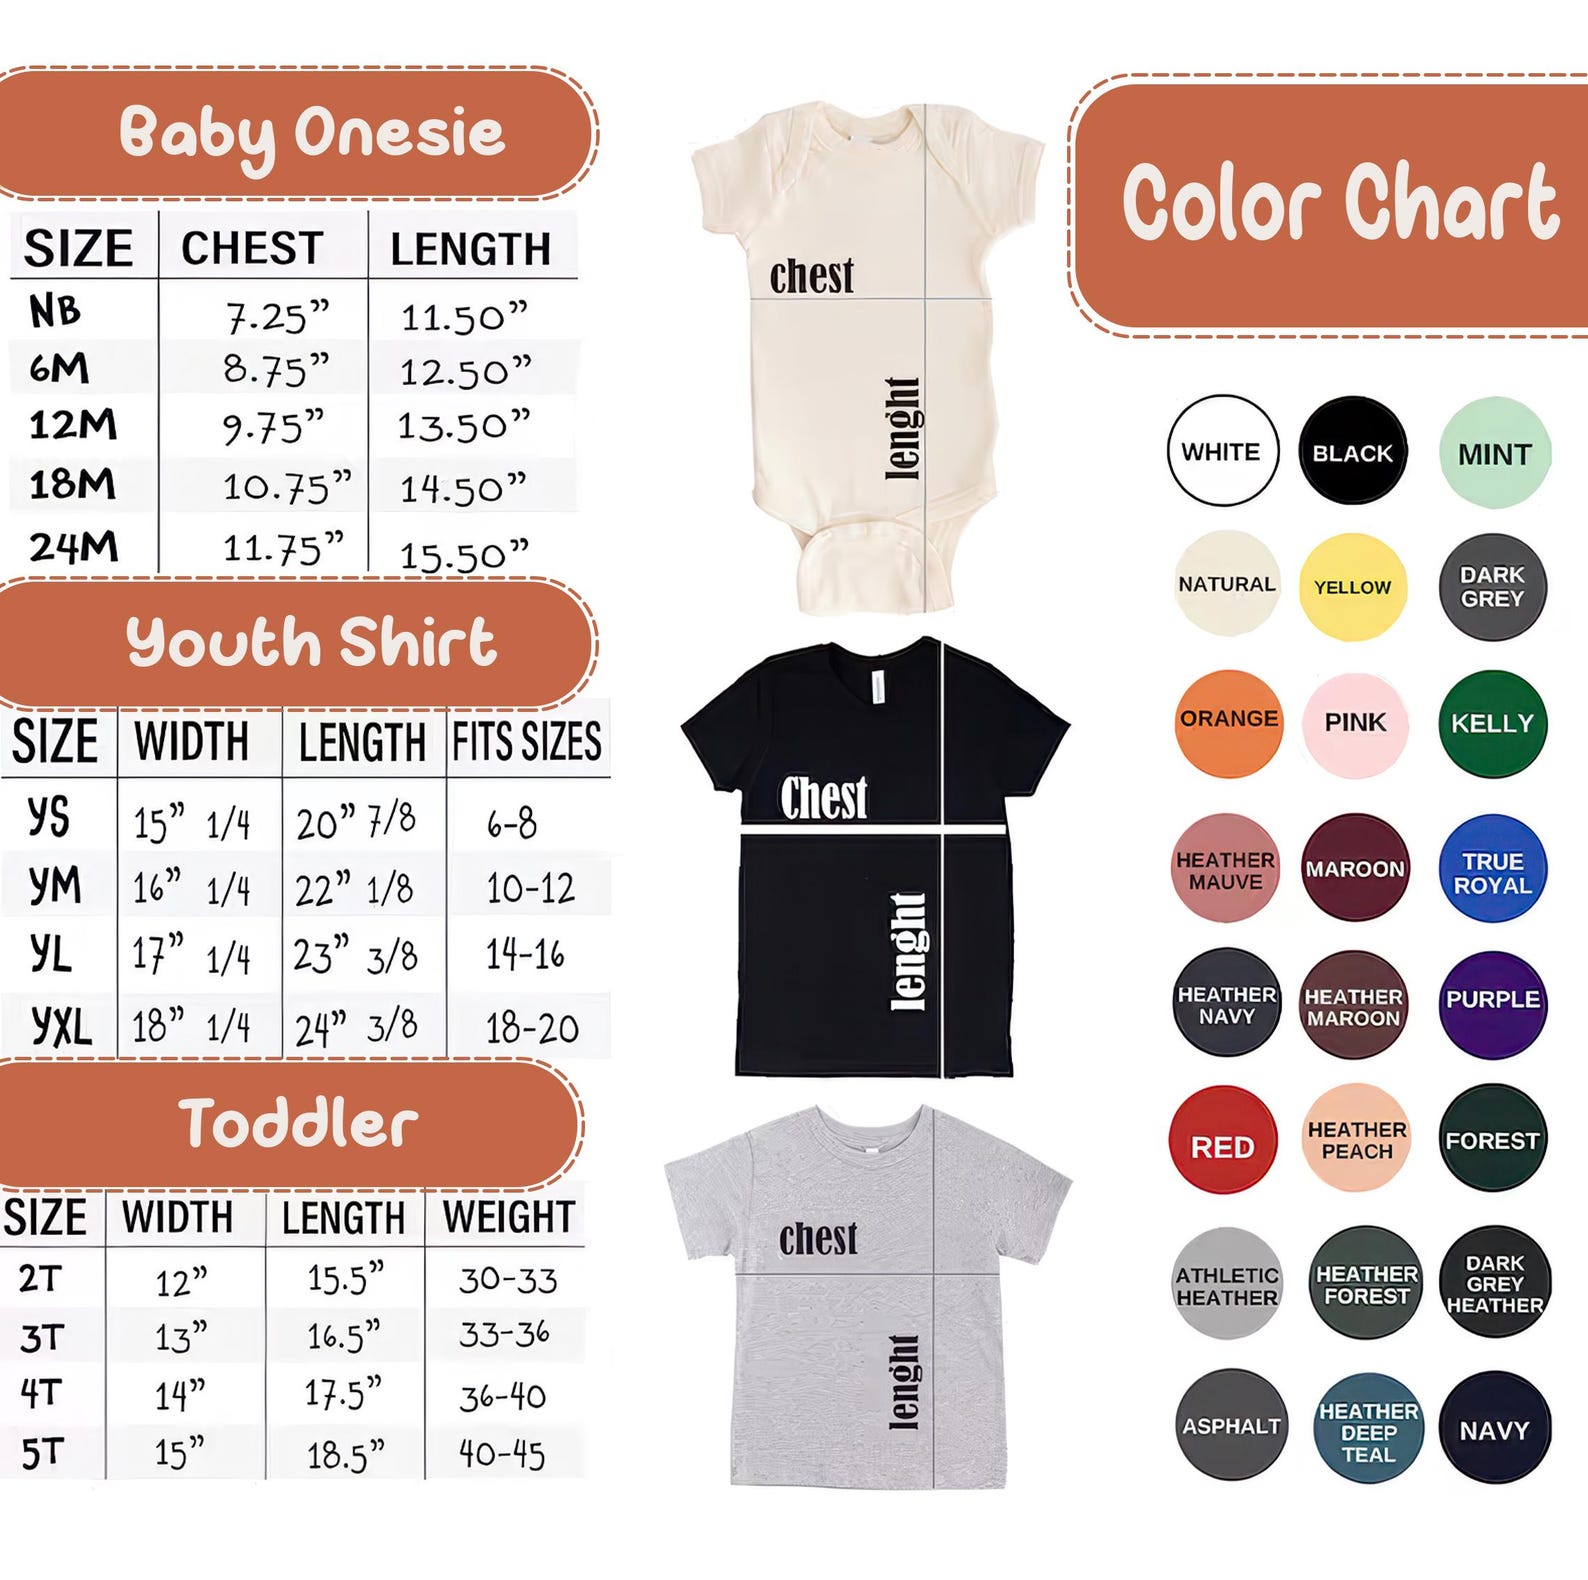 Baby Onesie
SIZE CHEST LENGTH
NB 7.25” 11.50”
6M 8.75” 12.50”
12M 9.75” 13.50”
18M 10.75” 14.50”
24M 11.75” 15.50”
Youth Shirt
SIZE WIDTH LENGTH FITS SIZES
YS 15” 1/4 20” 7/8 6-8
YM 16” 1/4 22” 1/8 10-12
YL 17” 1/4 23” 3/8 14-16
YXL 18” 1/4 24” 3/8 18-20
Toddler
SIZE WIDTH LENGTH WEIGHT
2T 12” 15.5” 30-33
3T 13” 16.5” 33-36
4T 14” 17.5” 36-40
5T 15” 18.5” 40-45
chest
lenght
Chest
lenght
chest
lenght
Color Chart
WHITE
BLACK
MINT
NATURAL
YELLOW
DARK
GREY
ORANGE
PINK
KELLY
HEATHER
MAUVE
MAROON
TRUE
ROYAL
HEATHER
NAVY
HEATHER
MAROON
PURPLE
RED
HEATHER
PEACH
FOREST
ATHLETIC
HEATHER
HEATHER
FOREST
DARK
GREY
HEATHER
ASPHALT
HEATHER
DEEP
TEAL
NAVY